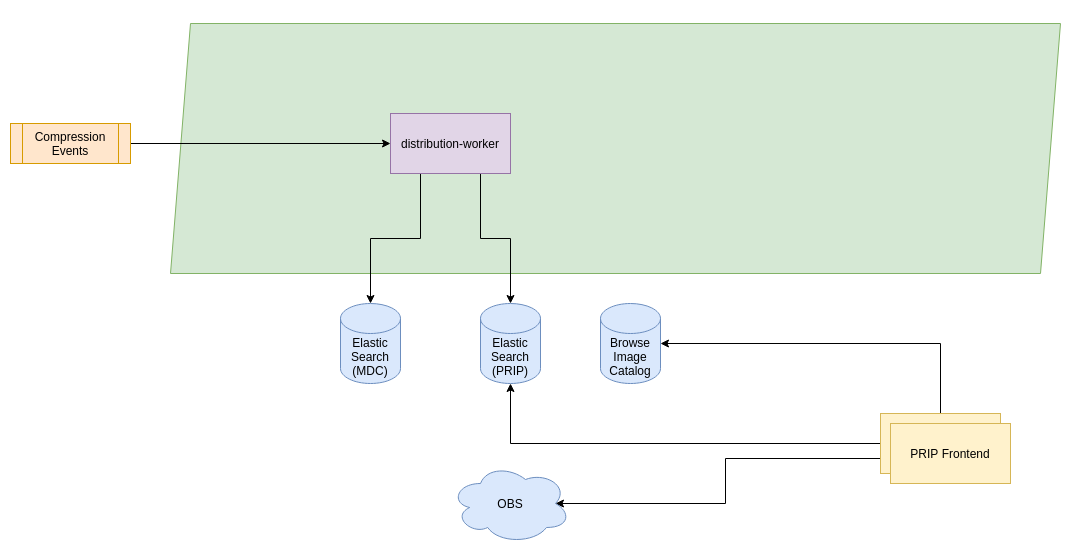 Compression
Events
distribution-worker
Elastic
Search
(MDC)
Elastic
Search
(PRIP)
Browse
Image
Catalog
PRIP Frontend
OBS